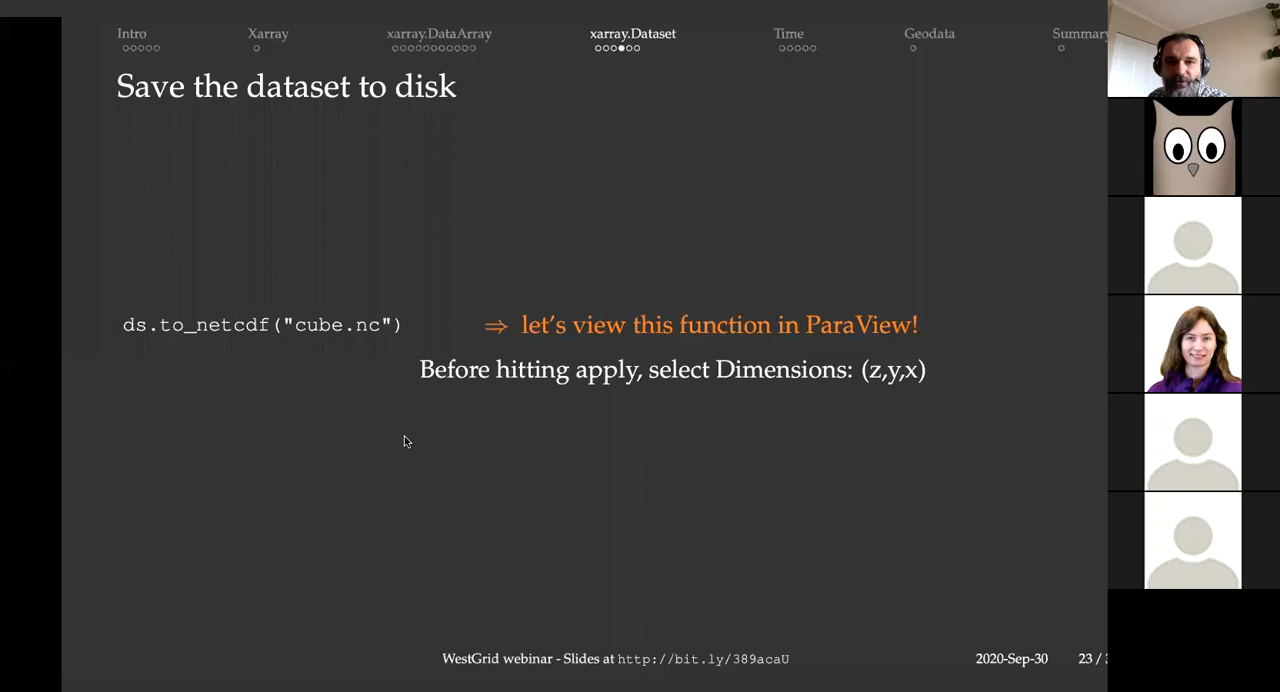 Intro Xarray xarray.DataArray xarray.Dataset Time Geodata Summary
Save the dataset to disk
ds.to_netcdf("cube.nc") ⇒ let's view this function in ParaView!
Before hitting apply, select Dimensions: (z,y,x)
WestGrid webinar - Slides at http://bit.ly/389acaU 2020-Sep-30 23 /